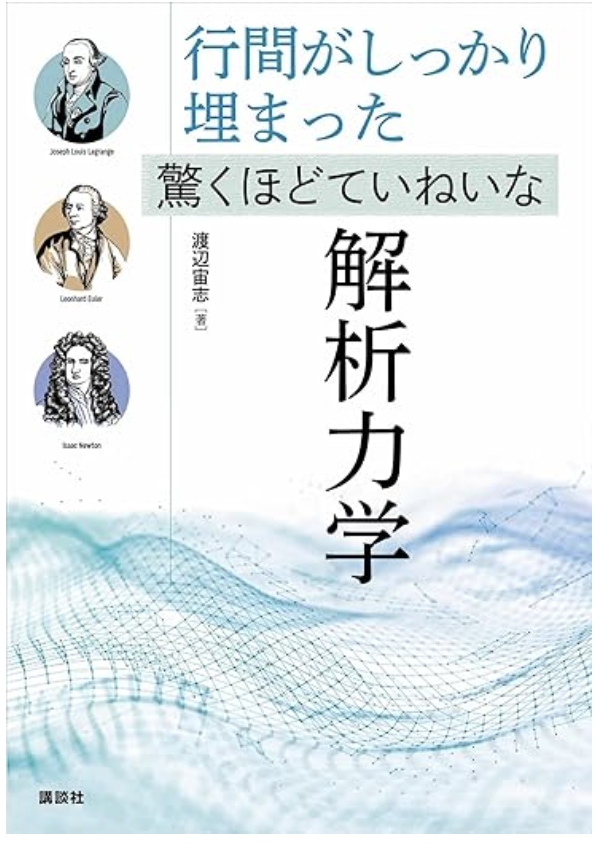 行間がしっかり
埋まった
驚くほどていねいな
解析力学
渡辺宙志［著］
Joseph Louis Lagrange
Leonhard Euler
Isaac Newton
講談社